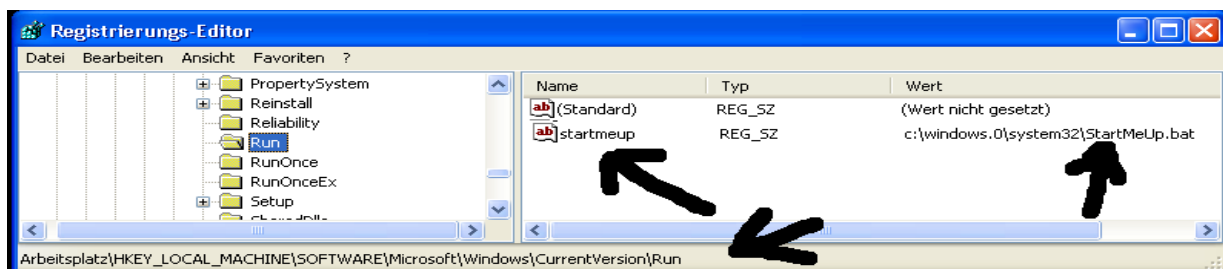 Registrierungs-Editor
Datei Bearbeiten Ansicht Favoriten ?
PropertySystem
Reinstall
Reliability
Run
RunOnce
RunOnceEx
Setup
Name Typ Wert
(Standard) REG_SZ (Wert nicht gesetzt)
startmeup REG_SZ c:\windows.0\system32\StartMeUp.bat
Arbeitsplatz\HKEY_LOCAL_MACHINE\SOFTWARE\Microsoft\Windows\CurrentVersion\Run